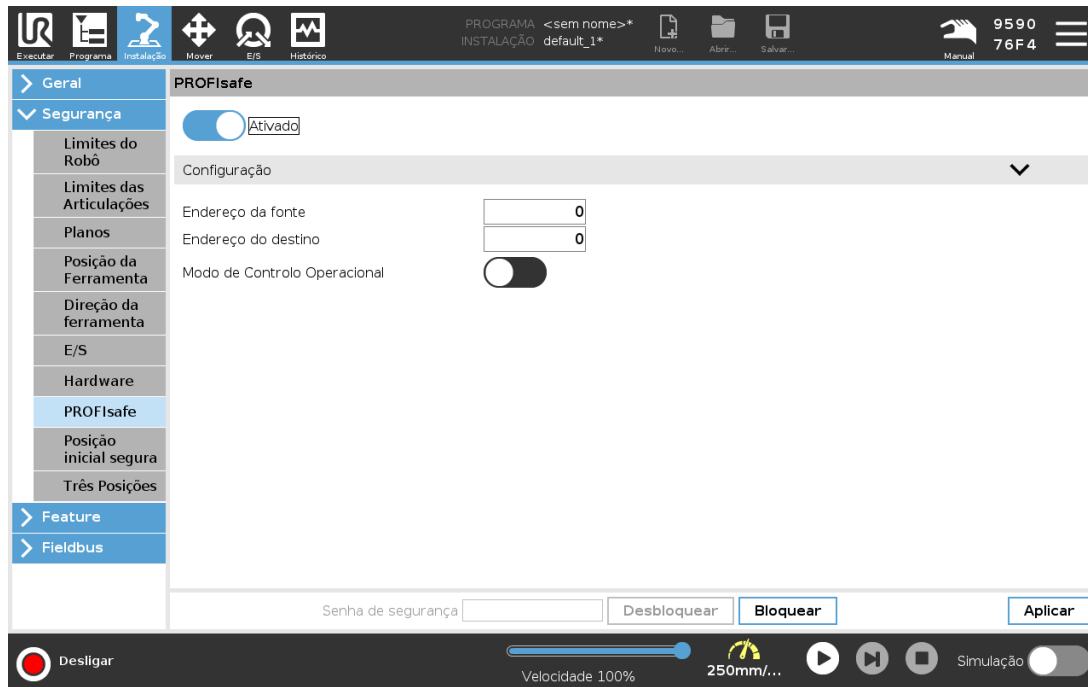 PROGRAMA <sem nome>*
INSTALAÇÃO default_1*
Executar Programa Instalação Mover E/S Histórico Novo... Abrir... Salvar... Manual
9590
76F4
Geral
Segurança
Limites do
Robô
Limites das
Articulações
Planos
Posição da
Ferramenta
Direção da
ferramenta
E/S
Hardware
PROFIsafe
Posição
inicial segura
Três Posições
Feature
Fieldbus
PROFIsafe
Ativado
Configuração
Endereço da fonte 0
Endereço do destino 0
Modo de Controlo Operacional
Senha de segurança Desbloquear Bloquear Aplicar
Desligar
Velocidade 100%
250mm/...
Simulação